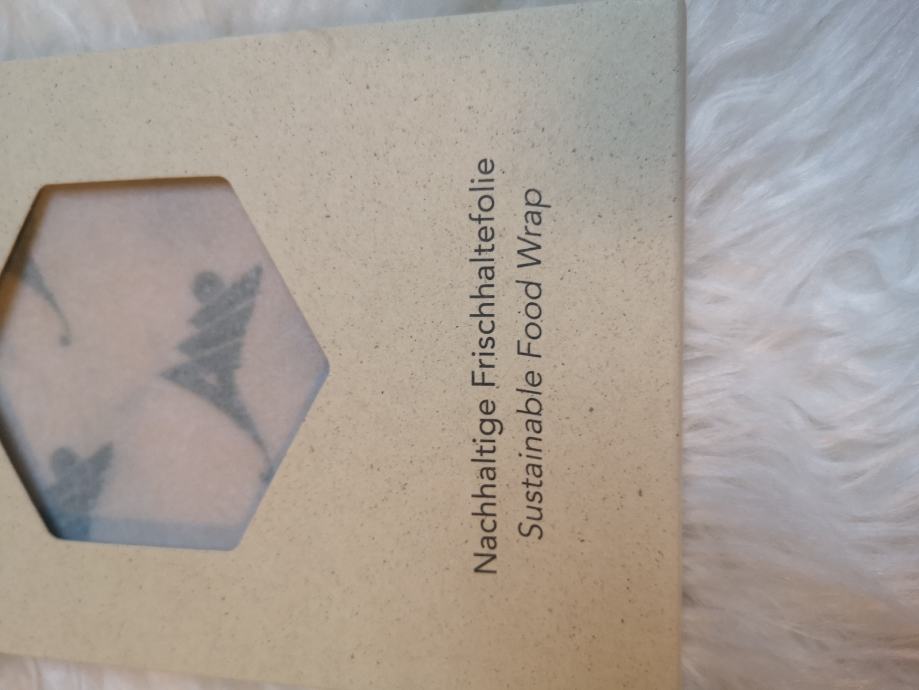 Nachhaltige Frischhaltefolie
Sustainable Food Wrap